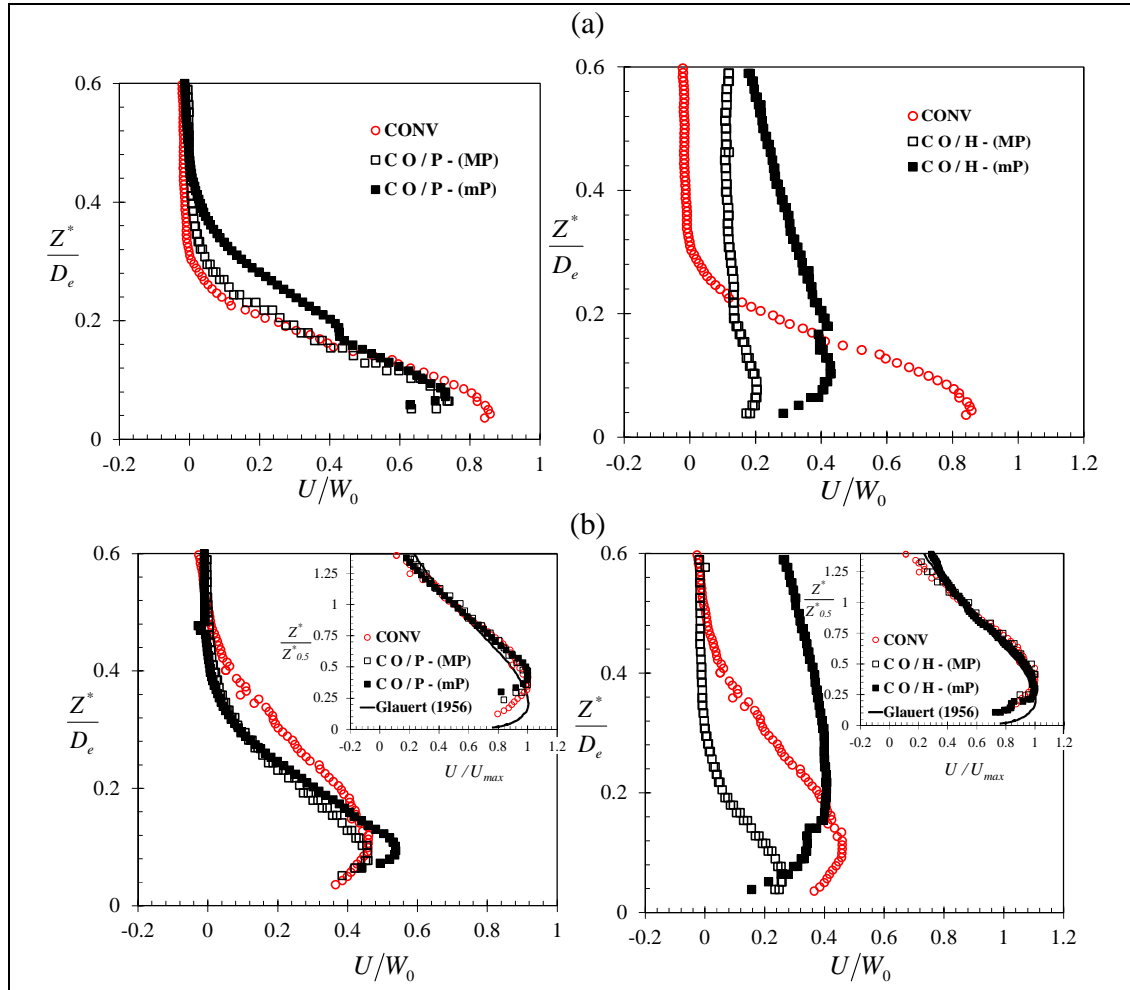 (a)
0.6
0.4
0.2
0
Z*
D_e
CONV
C O / P - (MP)
C O / P - (mP)
-0.2 0 0.2 0.4 0.6 0.8 1
U/W_0
0.6
0.4
0.2
0
Z*
D_e
CONV
C O / H - (MP)
C O / H - (mP)
-0.2 0 0.2 0.4 0.6 0.8 1 1.2
U/W_0
(b)
0.6
0.4
0.2
0
Z*
D_e
1.25
1
0.75
0.5
0.25
0
Z*
Z*_0.5
CONV
C O / P - (MP)
C O / P - (mP)
Glauert (1956)
-0.2 0 0.2 0.4 0.6 0.8 1 1.2
U / U_max
-0.2 0 0.2 0.4 0.6 0.8 1
U/W_0
0.6
0.4
0.2
0
Z*
D_e
1.25
1
0.75
0.5
0.25
0
Z*
Z*_0.5
CONV
C O / H - (MP)
C O / H - (mP)
Glauert (1956)
-0.2 0 0.2 0.4 0.6 0.8 1 1.2
U / U_max
-0.2 0 0.2 0.4 0.6 0.8 1 1.2
U/W_0